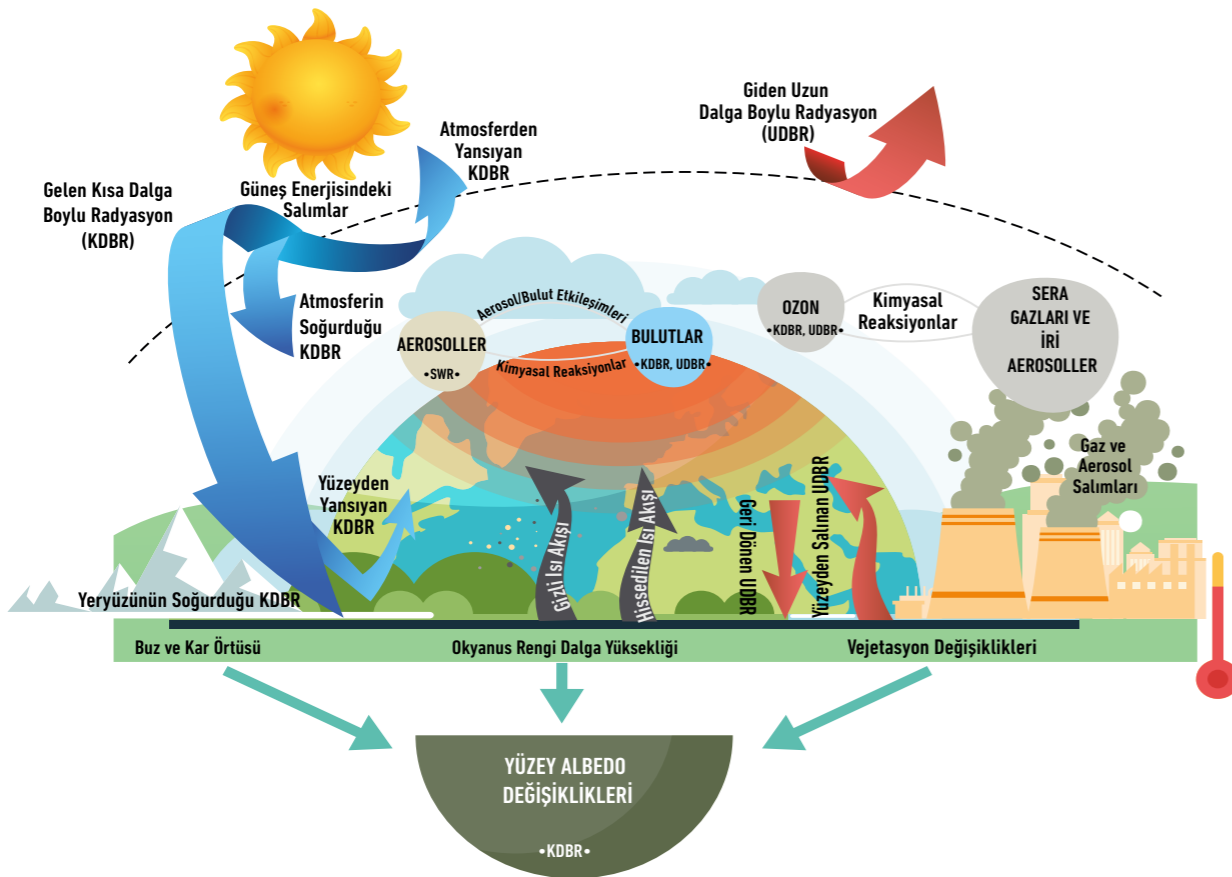 Giden Uzun
Dalga Boylu Radyasyon
(UDBR)
Atmosferden
Yansıyan
KDBR
Gelen Kısa Dalga
Boylu Radyasyon
(KDBR)
Güneş Enerjisindeki
Salımlar
Atmosferin
Soğurduğu
KDBR
Aerosol/Bulut Etkileşimleri
AEROSOLLER
•SWR•
Kimyasal Reaksiyonlar
BULUTLAR
•KDBR, UDBR•
OZON
•KDBR, UDBR•
Kimyasal
Reaksiyonlar
SERA
GAZLARI VE
İRİ
AEROSOLLER
Gaz ve
Aerosol
Salımları
Yüzeyden
Yansıyan
KDBR
Gizli Isı Akışı
Hissedilen Isı Akışı
Geri Dönen UDBR
Yüzeyden Salınan UDBR
Yeryüzünün Soğurduğu KDBR
Buz ve Kar Örtüsü
Okyanus Rengi Dalga Yüksekliği
Vejetasyon Değişiklikleri
YÜZEY ALBEDO
DEĞİŞİKLİKLERİ
•KDBR•